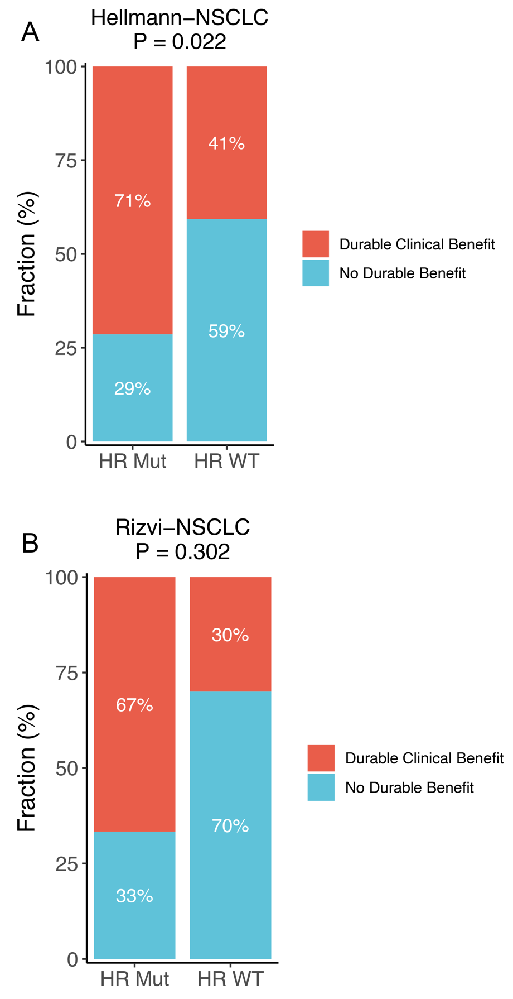 A
Hellmann−NSCLC
P = 0.022
100
75
50
25
0
Fraction (%)
71%
29%
41%
59%
HR Mut
HR WT
Durable Clinical Benefit
No Durable Benefit
B
Rizvi−NSCLC
P = 0.302
100
75
50
25
0
Fraction (%)
67%
33%
30%
70%
HR Mut
HR WT
Durable Clinical Benefit
No Durable Benefit